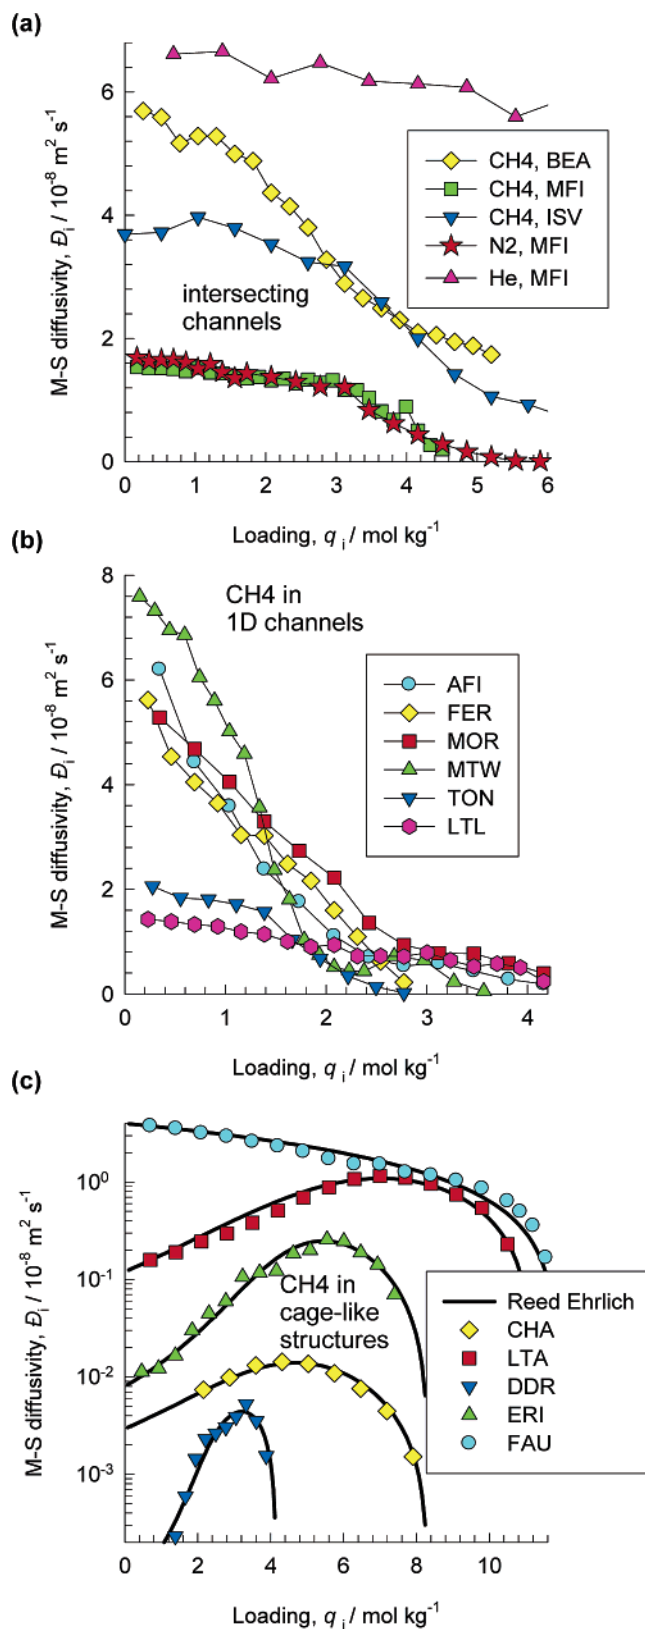 (a)
6
4
2
0
M-S diffusivity, Đi / 10-8 m2 s-1
CH4, BEA
CH4, MFI
CH4, ISV
N2, MFI
He, MFI
intersecting
channels
0 1 2 3 4 5 6
Loading, qi / mol kg-1
(b)
8
6
4
2
0
M-S diffusivity, Đi / 10-8 m2 s-1
CH4 in
1D channels
AFI
FER
MOR
MTW
TON
LTL
0 1 2 3 4
Loading, qi / mol kg-1
(c)
100
10-1
10-2
10-3
M-S diffusivity, Đi / 10-8 m2 s-1
CH4 in
cage-like
structures
Reed Ehrlich
CHA
LTA
DDR
ERI
FAU
0 2 4 6 8 10
Loading, qi / mol kg-1